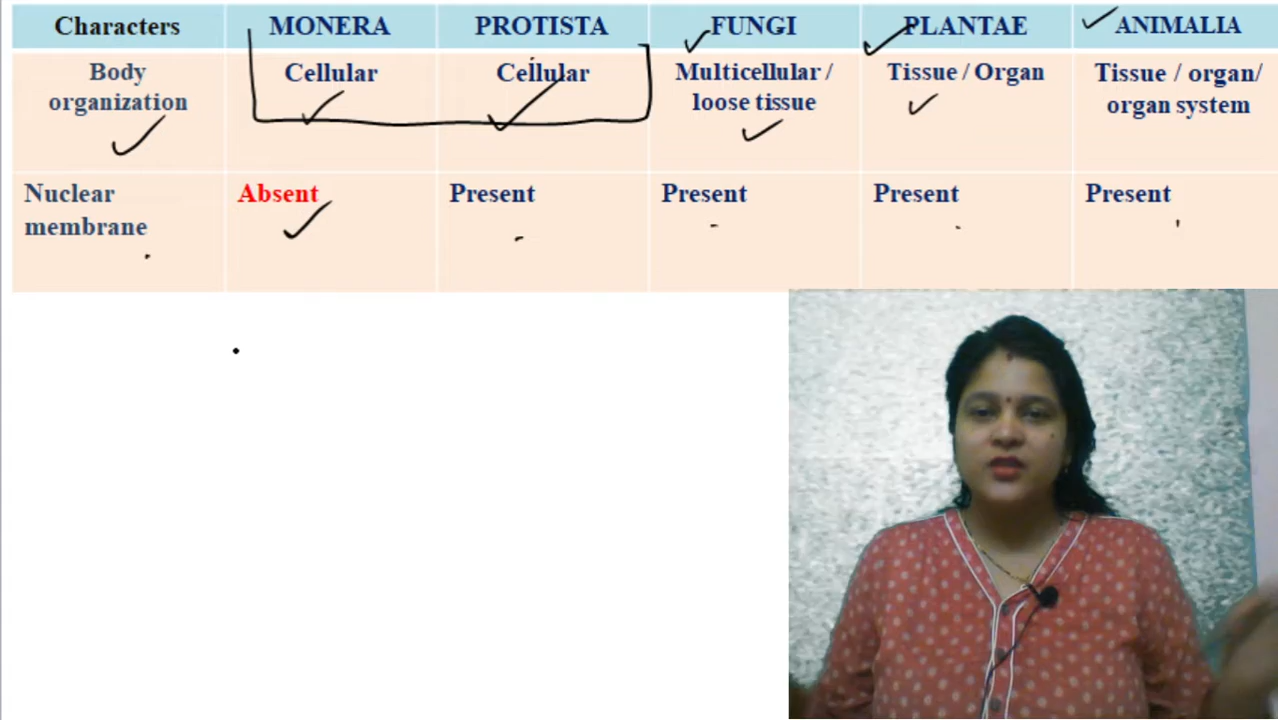 Characters MONERA PROTISTA FUNGI PLANTAE ANIMALIA
Body organization Cellular Cellular Multicellular / loose tissue Tissue / Organ Tissue / organ/ organ system
Nuclear membrane Absent Present Present Present Present